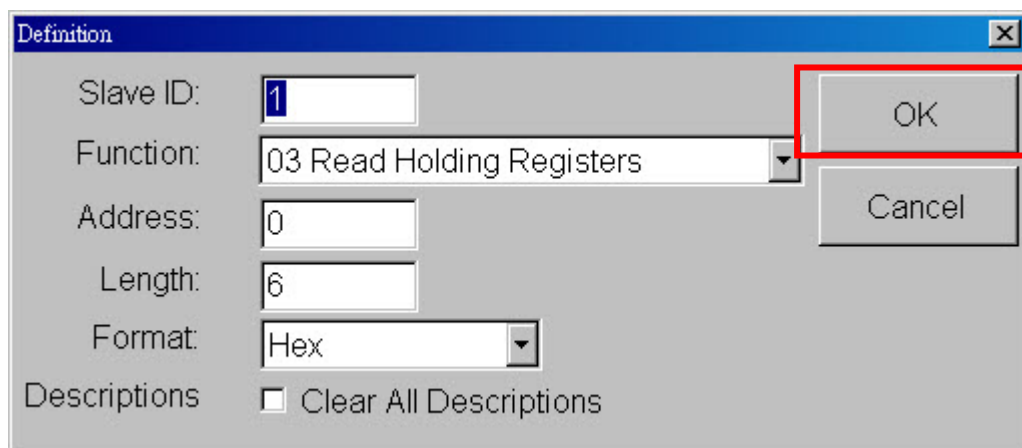 Definition
Slave ID: 1
OK
Function: 03 Read Holding Registers
Cancel
Address: 0
Length: 6
Format: Hex
Descriptions Clear All Descriptions